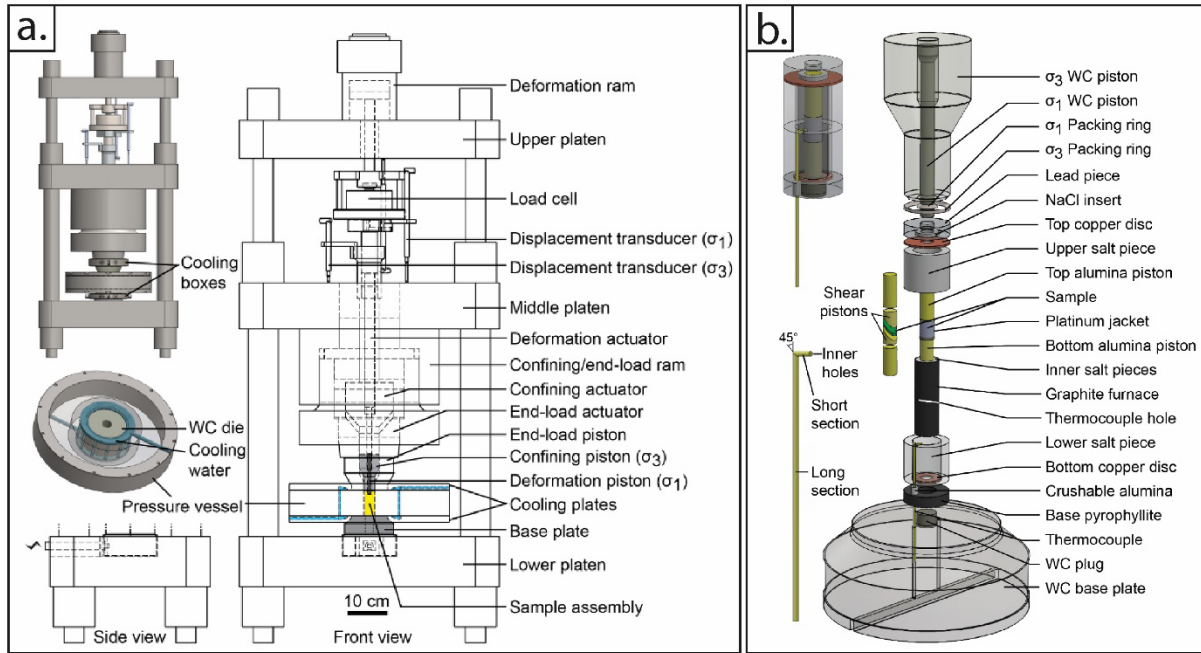 a.
Cooling
boxes
WC die
Cooling
water
Pressure vessel
Side view
Deformation ram
Upper platen
Load cell
Displacement transducer (σ1)
Displacement transducer (σ3)
Middle platen
Deformation actuator
Confining/end-load ram
Confining actuator
End-load actuator
End-load piston
Confining piston (σ3)
Deformation piston (σ1)
Cooling plates
Base plate
Lower platen
Sample assembly
10 cm
Front view
b.
σ3 WC piston
σ1 WC piston
σ1 Packing ring
σ3 Packing ring
Lead piece
NaCl insert
Top copper disc
Upper salt piece
Top alumina piston
Sample
Platinum jacket
Bottom alumina piston
Inner salt pieces
Graphite furnace
Thermocouple hole
Lower salt piece
Bottom copper disc
Crushable alumina
Base pyrophyllite
Thermocouple
WC plug
WC base plate
Shear
pistons
45°
Inner
holes
Short
section
Long
section